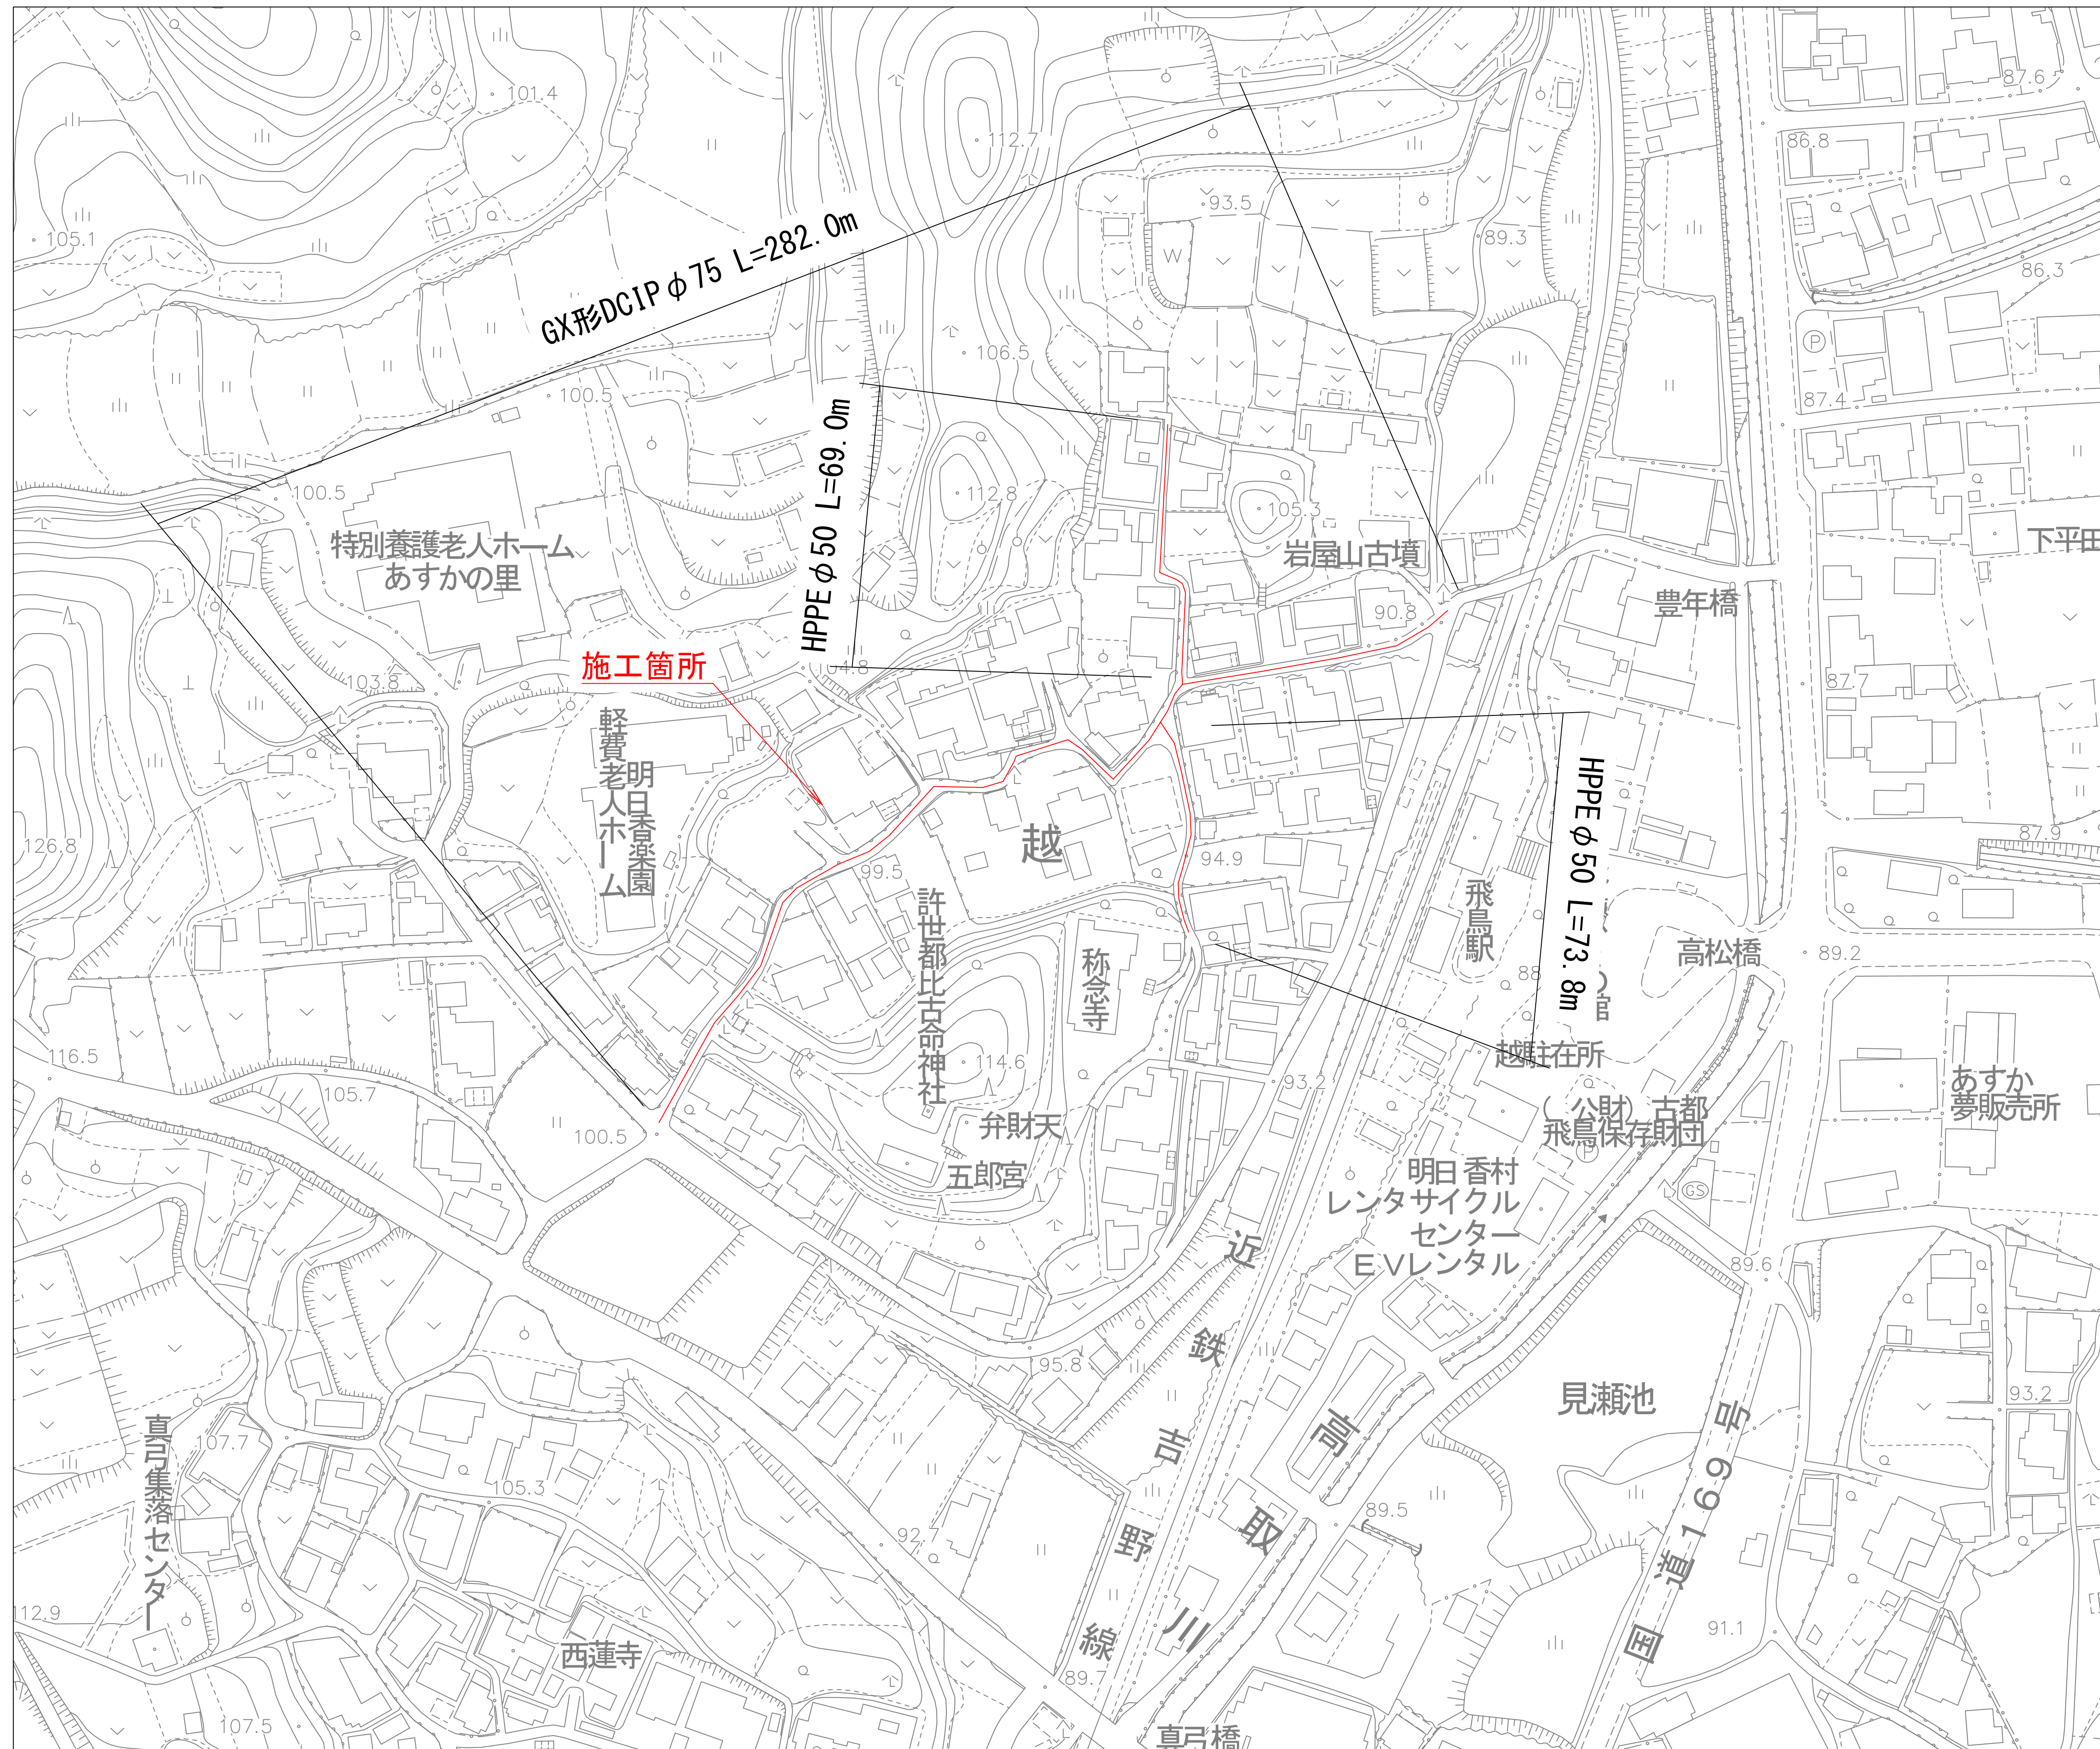 101.4
112.7
87.6
86.8
105.1
93.5
89.3
86.3
GX形DCIPφ75 L=282.0m
106.5
100.5
P
87.4
HPPEφ50 L=69.0m
100.5
112.8
105.3
特別養護老人ホーム
あすかの里
岩屋山古墳
下平田
90.8
豊年橋
施工箇所
103.8
4.8
87.7
軽費老人ホーム
明日香楽園
HPPEφ50 L=73.8m
126.8
越
99.5
94.9
87.9
許世都比古命神社
称念寺
飛鳥駅
88
館
高松橋
89.2
116.5
105.7
114.6
93.2
越駐在所
あすか
夢販売所
100.5
弁財天
五郎宮
(公財)古都
飛鳥保存財団
P
GS
明日香村
レンタサイクル
センター
EVレンタル
89.6
近鉄吉野線
95.8
見瀬池
93.2
高取川
国道169号
真弓集落センター
107.7
105.3
89.5
92.7
112.9
西蓮寺
91.1
89.7
107.5
真弓橋